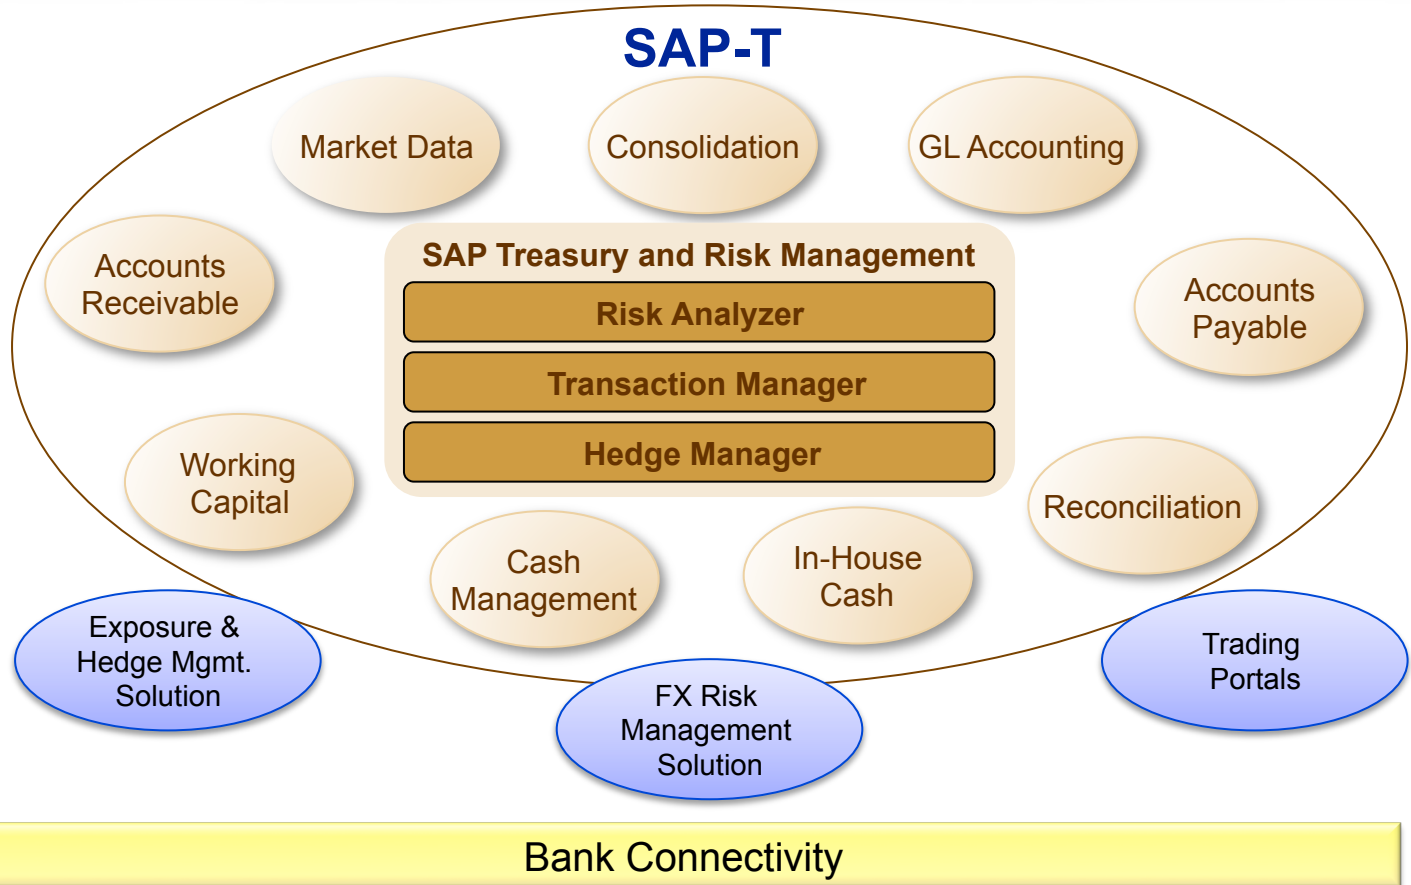 SAP-T
Market Data
Consolidation
GL Accounting
Accounts
Receivable
SAP Treasury and Risk Management
Risk Analyzer
Transaction Manager
Hedge Manager
Accounts
Payable
Working
Capital
Cash
Management
In-House
Cash
Reconciliation
Exposure &
Hedge Mgmt.
Solution
FX Risk
Management
Solution
Trading
Portals
Bank Connectivity